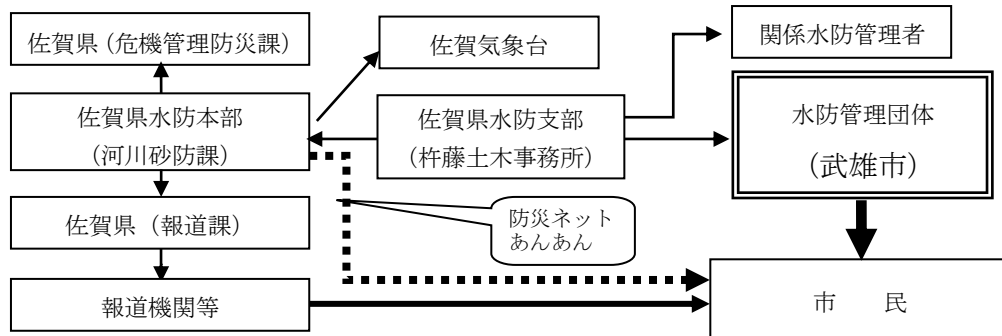 佐賀県（危機管理防災課）
佐賀気象台
関係水防管理者
佐賀県水防本部
（河川砂防課）
佐賀県水防支部
（杵藤土木事務所）
水防管理団体
（武雄市）
佐賀県（報道課）
防災ネット
あんあん
報道機関等
市　　民